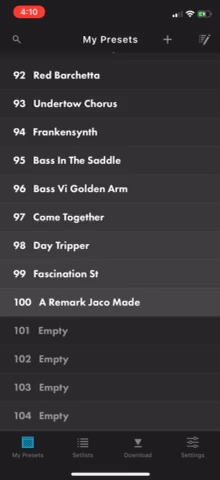 4:10
My Presets
92 Red Barchetta
93 Undertow Chorus
94 Frankensynth
95 Bass In The Saddle
96 Bass Vi Golden Arm
97 Come Together
98 Day Tripper
99 Fascination St
100 A Remark Jaco Made
101 Empty
102 Empty
103 Empty
104 Empty
My Presets Setlists Download Settings